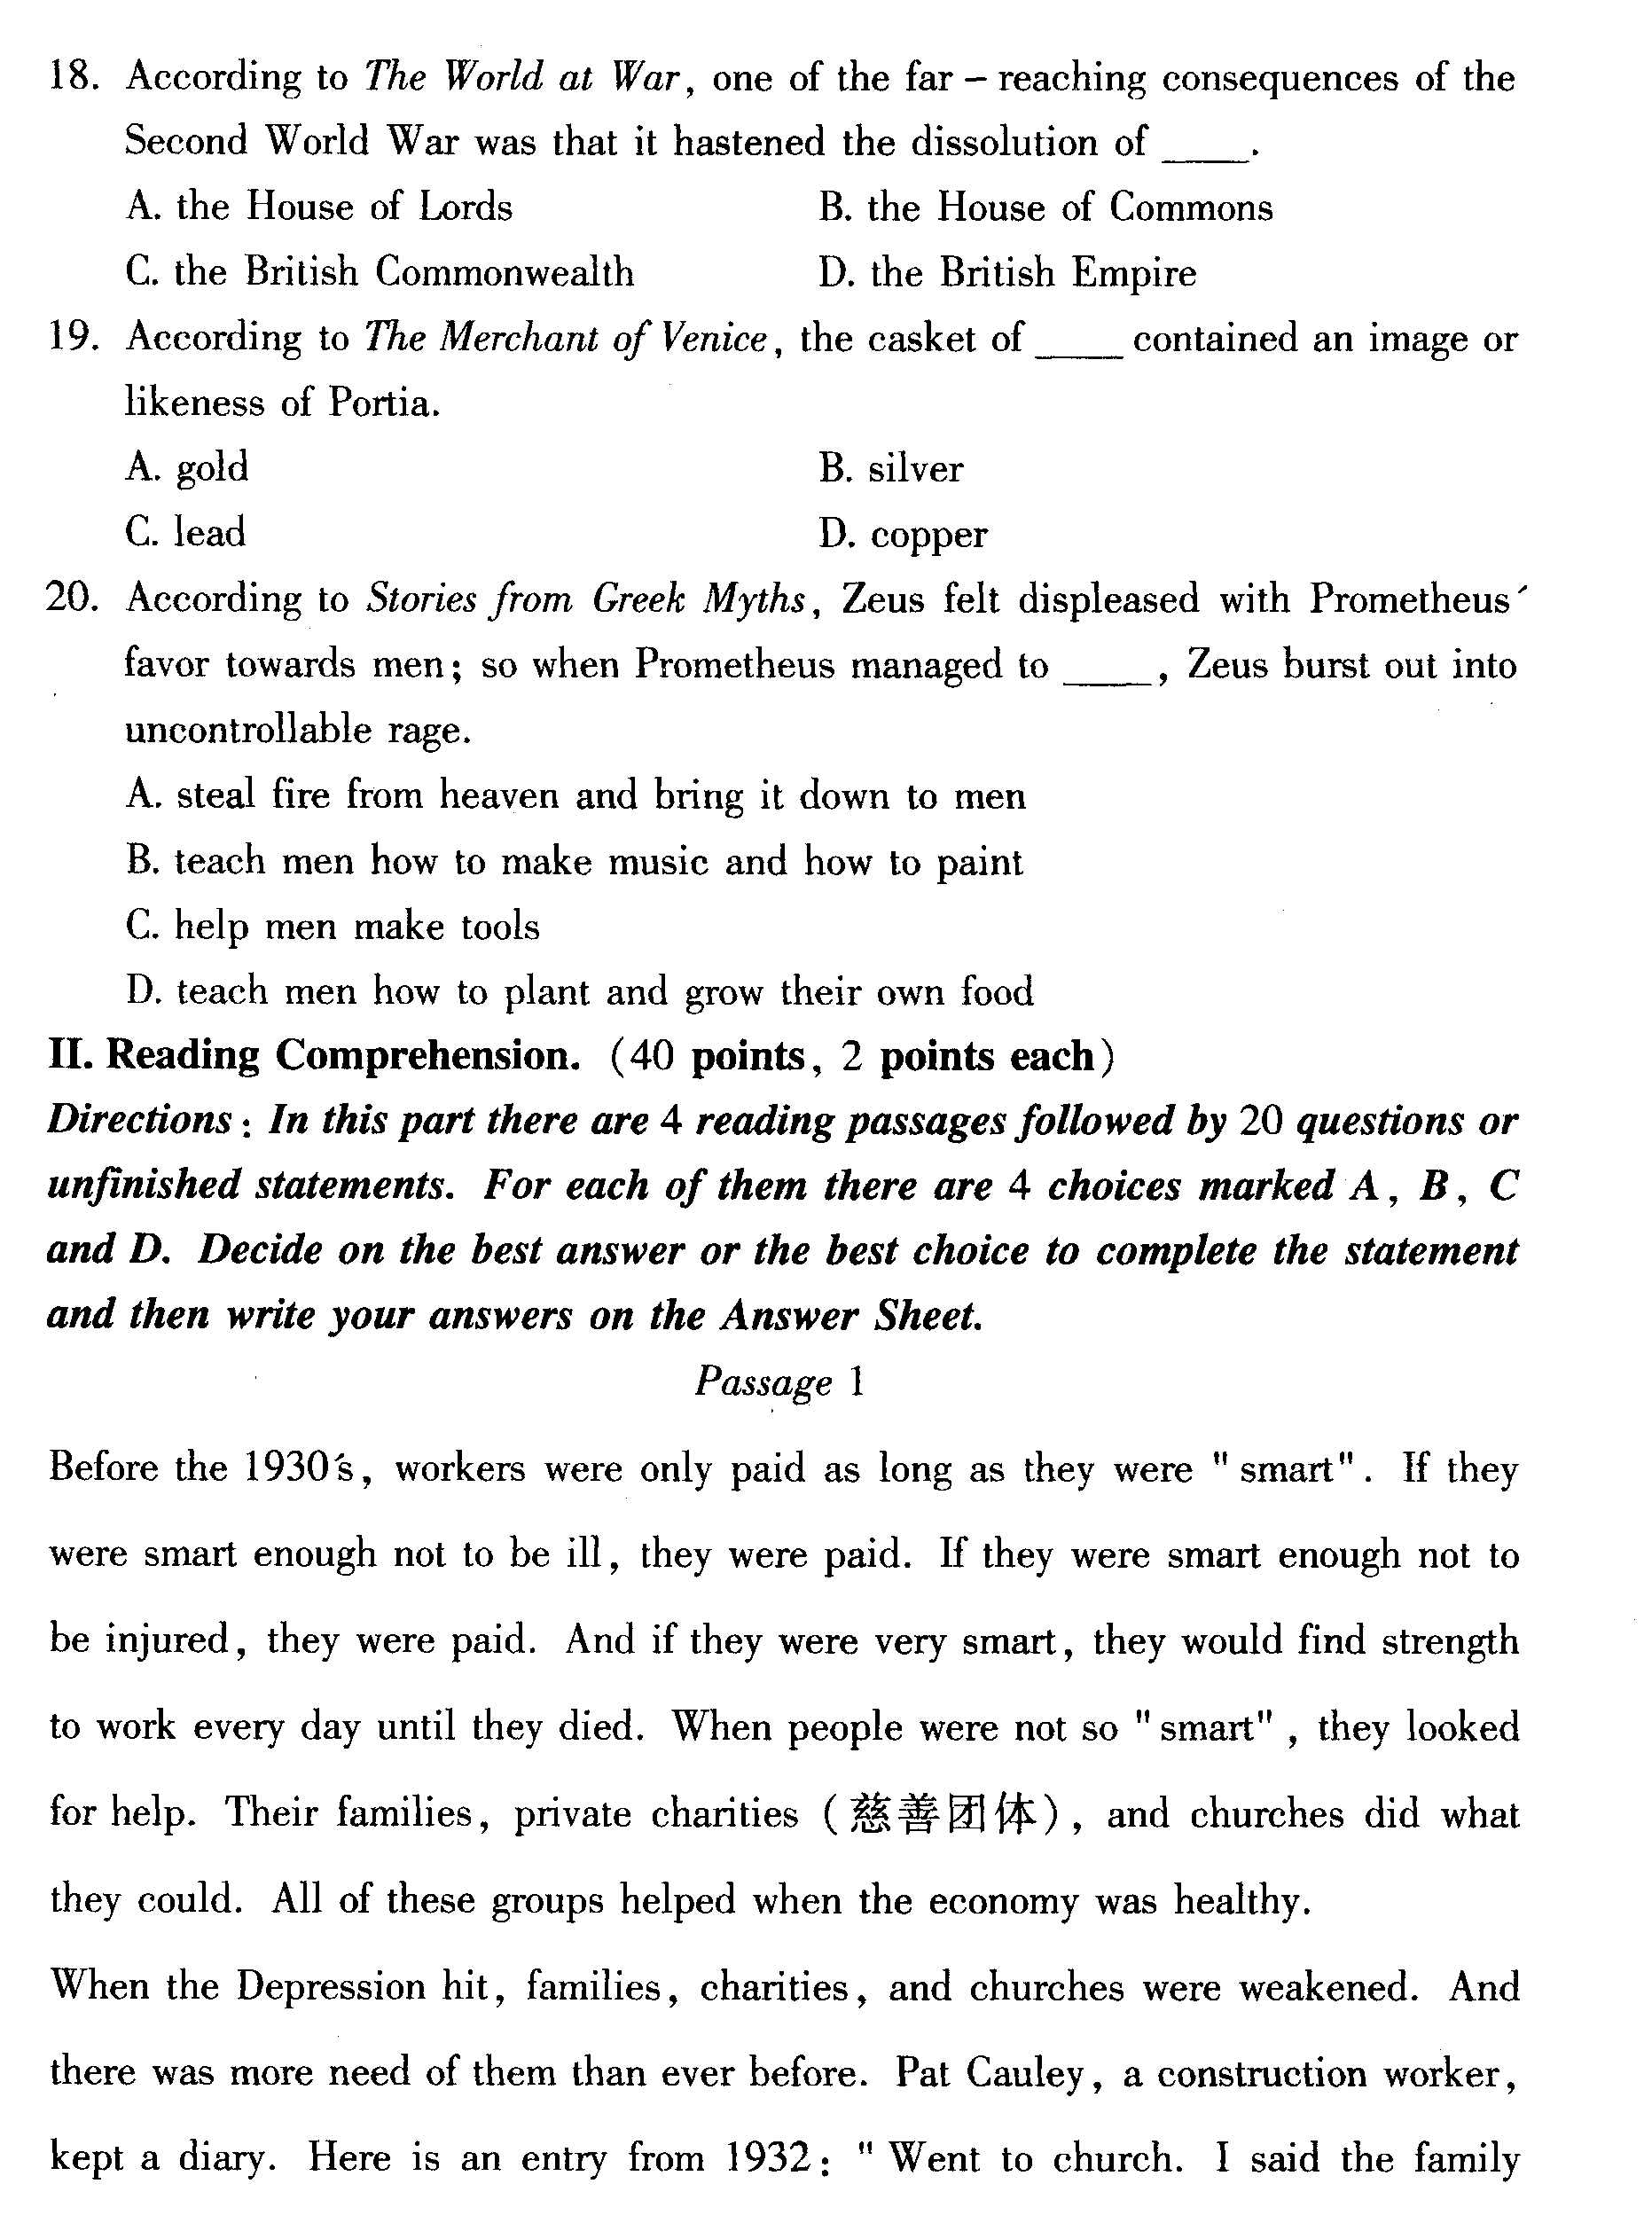 18. According to The World at War, one of the far – reaching consequences of the
Second World War was that it hastened the dissolution of ____.
A. the House of Lords B. the House of Commons
C. the British Commonwealth D. the British Empire
19. According to The Merchant of Venice, the casket of ____ contained an image or
likeness of Portia.
A. gold B. silver
C. lead D. copper
20. According to Stories from Greek Myths, Zeus felt displeased with Prometheus´
favor towards men; so when Prometheus managed to ____, Zeus burst out into
uncontrollable rage.
A. steal fire from heaven and bring it down to men
B. teach men how to make music and how to paint
C. help men make tools
D. teach men how to plant and grow their own food
II. Reading Comprehension. (40 points, 2 points each)
Directions: In this part there are 4 reading passages followed by 20 questions or
unfinished statements. For each of them there are 4 choices marked A, B, C
and D. Decide on the best answer or the best choice to complete the statement
and then write your answers on the Answer Sheet.
Passage 1
Before the 1930´s, workers were only paid as long as they were "smart". If they
were smart enough not to be ill, they were paid. If they were smart enough not to
be injured, they were paid. And if they were very smart, they would find strength
to work every day until they died. When people were not so "smart", they looked
for help. Their families, private charities (慈善团体), and churches did what
they could. All of these groups helped when the economy was healthy.
When the Depression hit, families, charities, and churches were weakened. And
there was more need of them than ever before. Pat Cauley, a construction worker,
kept a diary. Here is an entry from 1932: "Went to church. I said the family